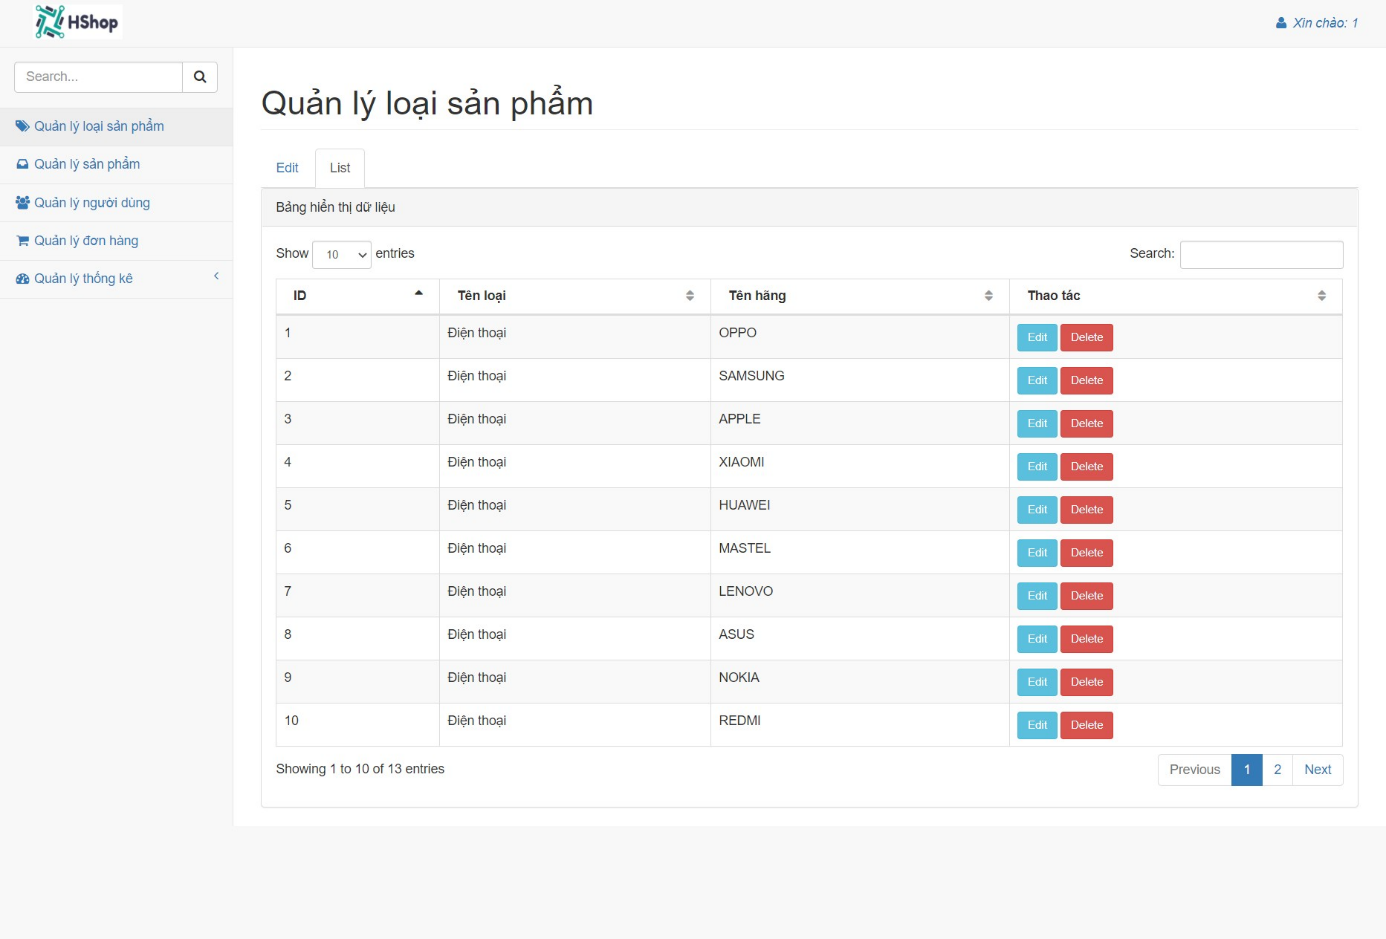 HShop
Xin chào: 1
Search...
Quản lý loại sản phẩm
Quản lý sản phẩm
Quản lý người dùng
Quản lý đơn hàng
Quản lý thống kê
Quản lý loại sản phẩm
Edit List
Bảng hiển thị dữ liệu
Show 10 entries Search:
ID Tên loại Tên hãng Thao tác
1 Điện thoại OPPO Edit Delete
2 Điện thoại SAMSUNG Edit Delete
3 Điện thoại APPLE Edit Delete
4 Điện thoại XIAOMI Edit Delete
5 Điện thoại HUAWEI Edit Delete
6 Điện thoại MASTEL Edit Delete
7 Điện thoại LENOVO Edit Delete
8 Điện thoại ASUS Edit Delete
9 Điện thoại NOKIA Edit Delete
10 Điện thoại REDMI Edit Delete
Showing 1 to 10 of 13 entries Previous 1 2 Next